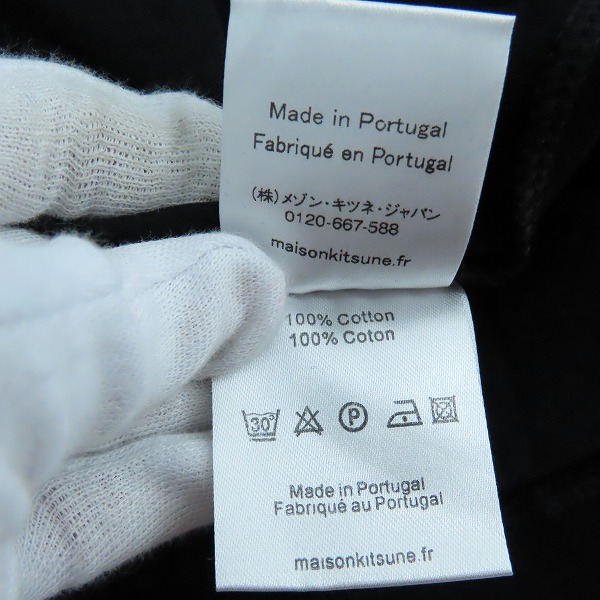 Made in Portugal
Fabriqué en Portugal
(株)メゾン・キツネ・ジャパン
0120-667-588
maisonkitsune.fr
100% Cotton
100% Coton
30°
P
Made in Portugal
Fabriqué au Portugal
maisonkitsune.fr